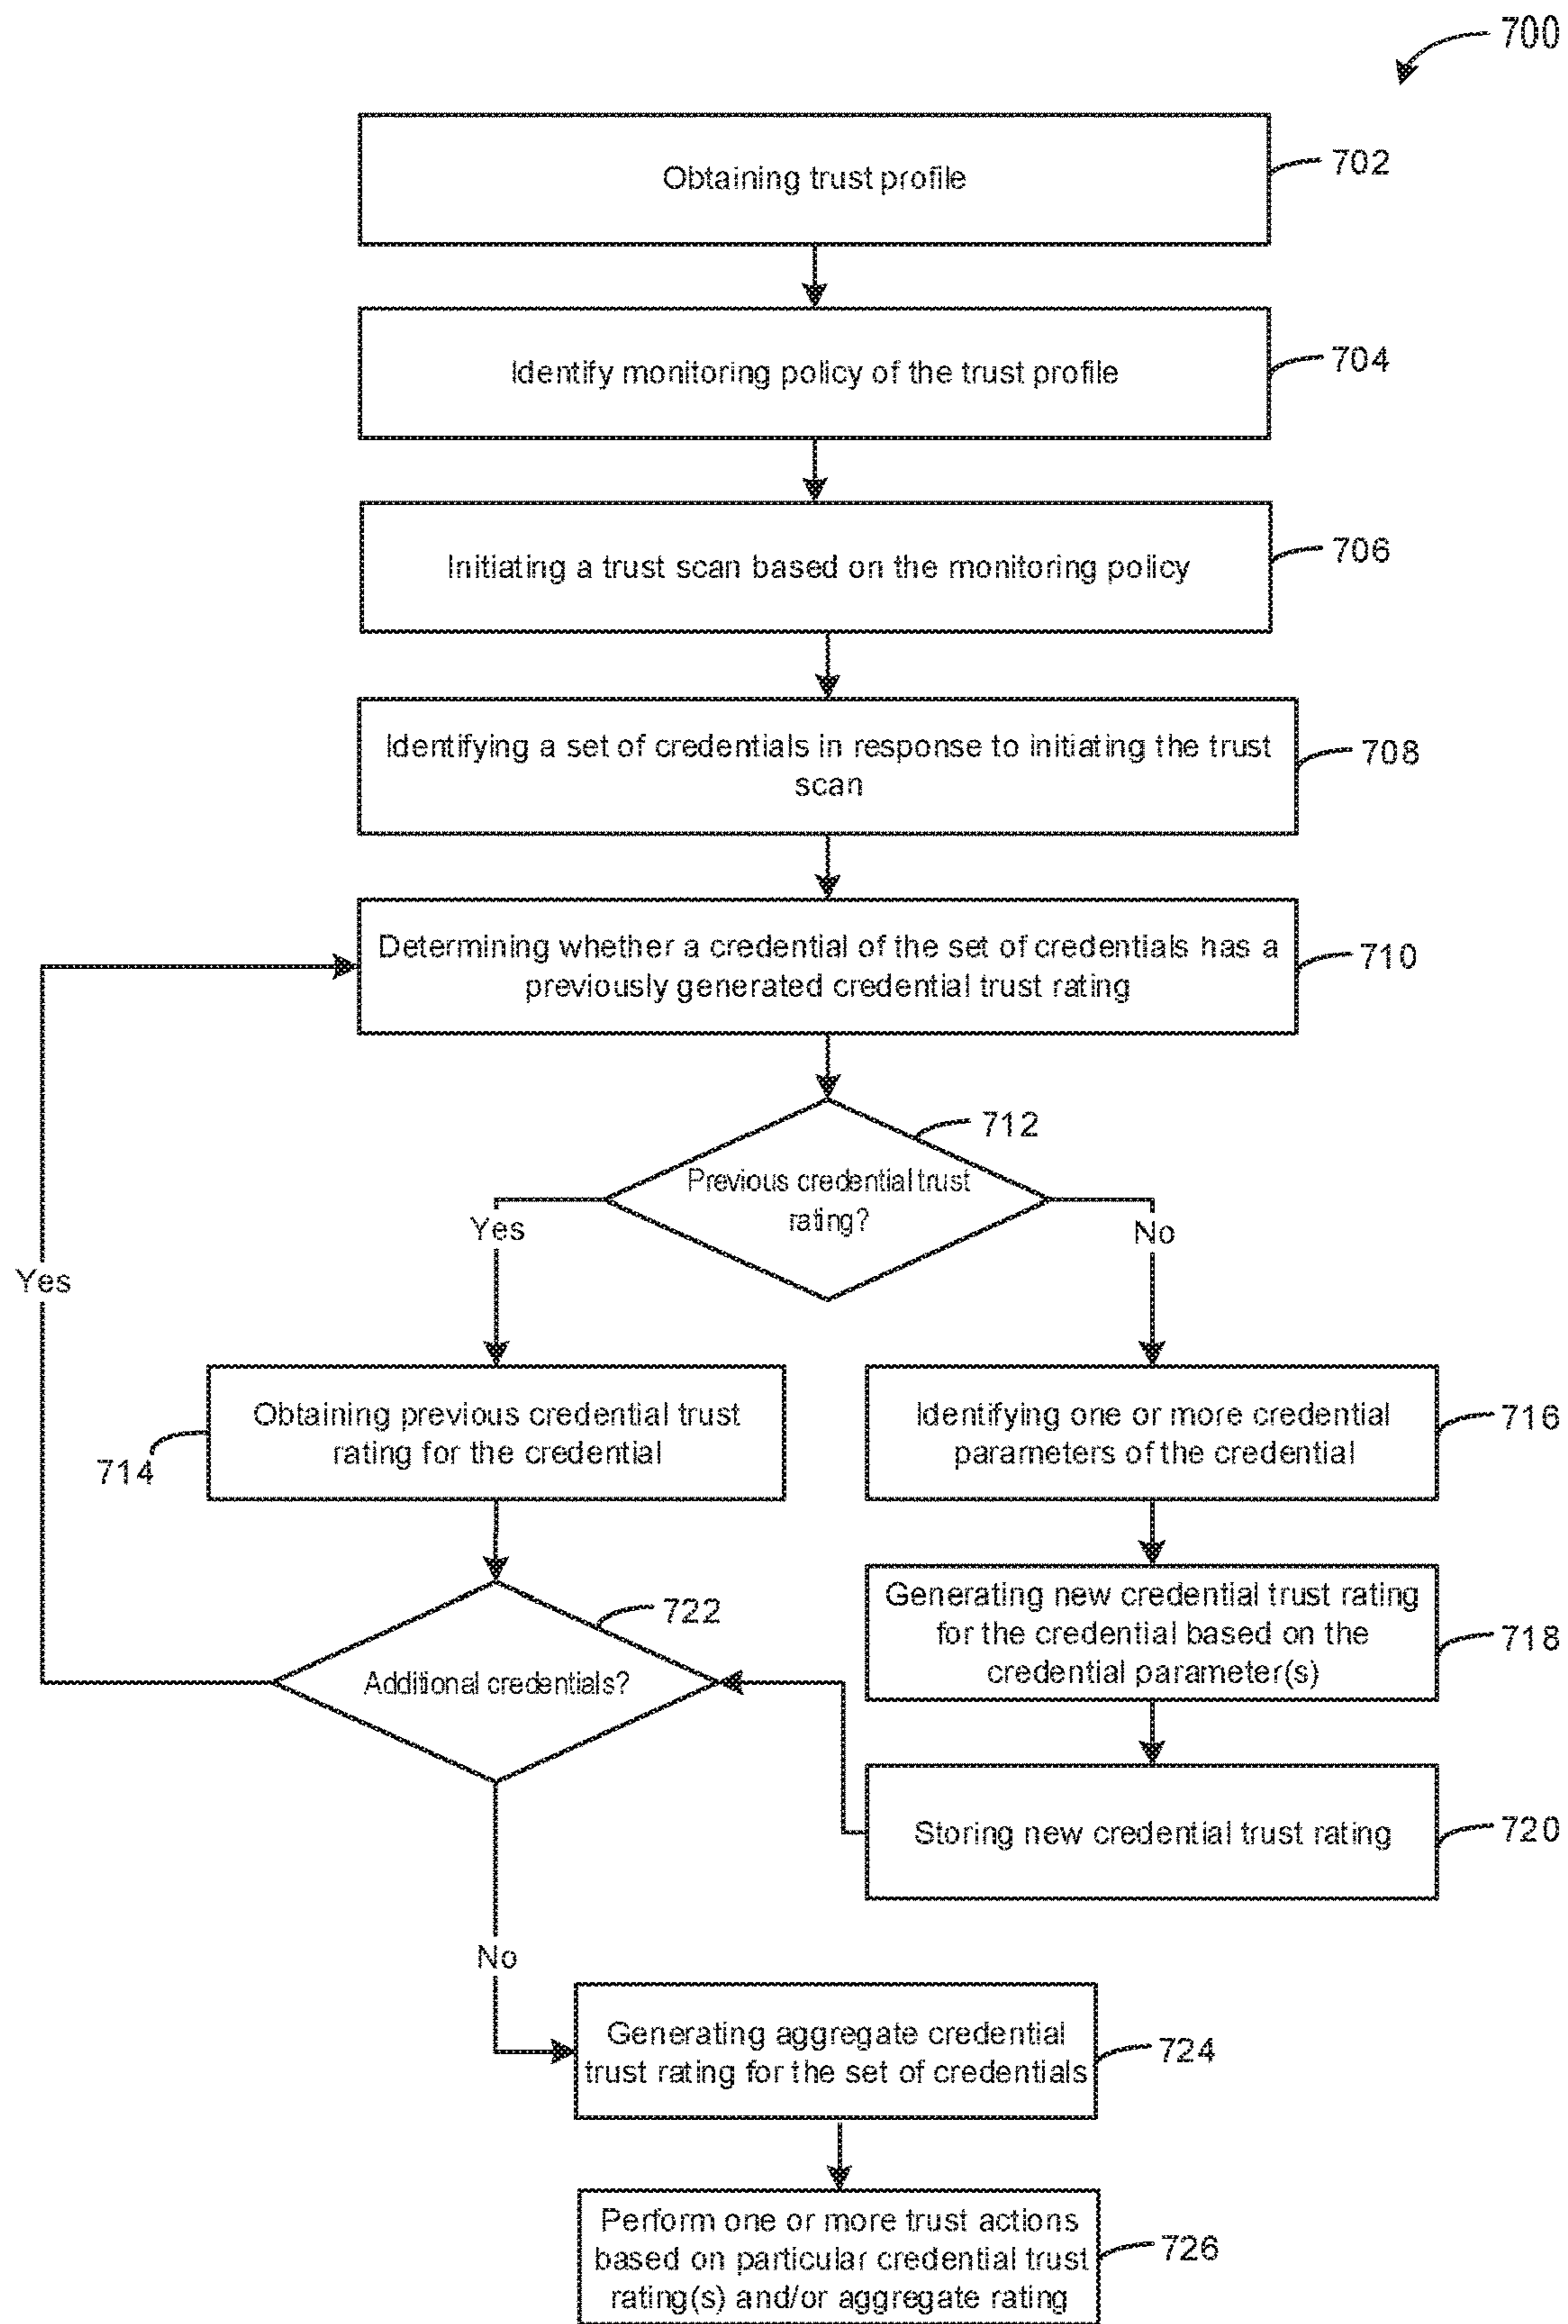 700
Obtaining trust profile
702
Identify monitoring policy of the trust profile
704
Initiating a trust scan based on the monitoring policy
706
Identifying a set of credentials in response to initiating the trust
scan
708
Determining whether a credential of the set of credentials has a
previously generated credential trust rating
710
712
Previous credential trust
rating?
Yes
No
Yes
Obtaining previous credential trust
rating for the credential
714
Identifying one or more credential
parameters of the credential
716
Generating new credential trust rating
for the credential based on the
credential parameter(s)
718
722
Additional credentials?
Storing new credential trust rating
720
No
Generating aggregate credential
trust rating for the set of credentials
724
Perform one or more trust actions
based on particular credential trust
rating(s) and/or aggregate rating
726